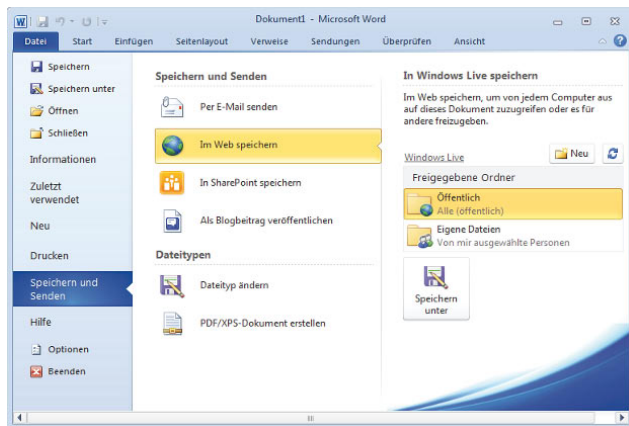 Dokument1 - Microsoft Word
Datei Start Einfügen Seitenlayout Verweise Sendungen Überprüfen Ansicht
Speichern
Speichern unter
Öffnen
Schließen
Informationen
Zuletzt
verwendet
Neu
Drucken
Speichern und
Senden
Hilfe
Optionen
Beenden
Speichern und Senden
Per E-Mail senden
Im Web speichern
In SharePoint speichern
Als Blogbeitrag veröffentlichen
Dateitypen
Dateityp ändern
PDF/XPS-Dokument erstellen
In Windows Live speichern
Im Web speichern, um von jedem Computer aus
auf dieses Dokument zuzugreifen oder es für
andere freizugeben.
Windows Live
Neu
Freigegebene Ordner
Öffentlich
Alle (öffentlich)
Eigene Dateien
Von mir ausgewählte Personen
Speichern
unter